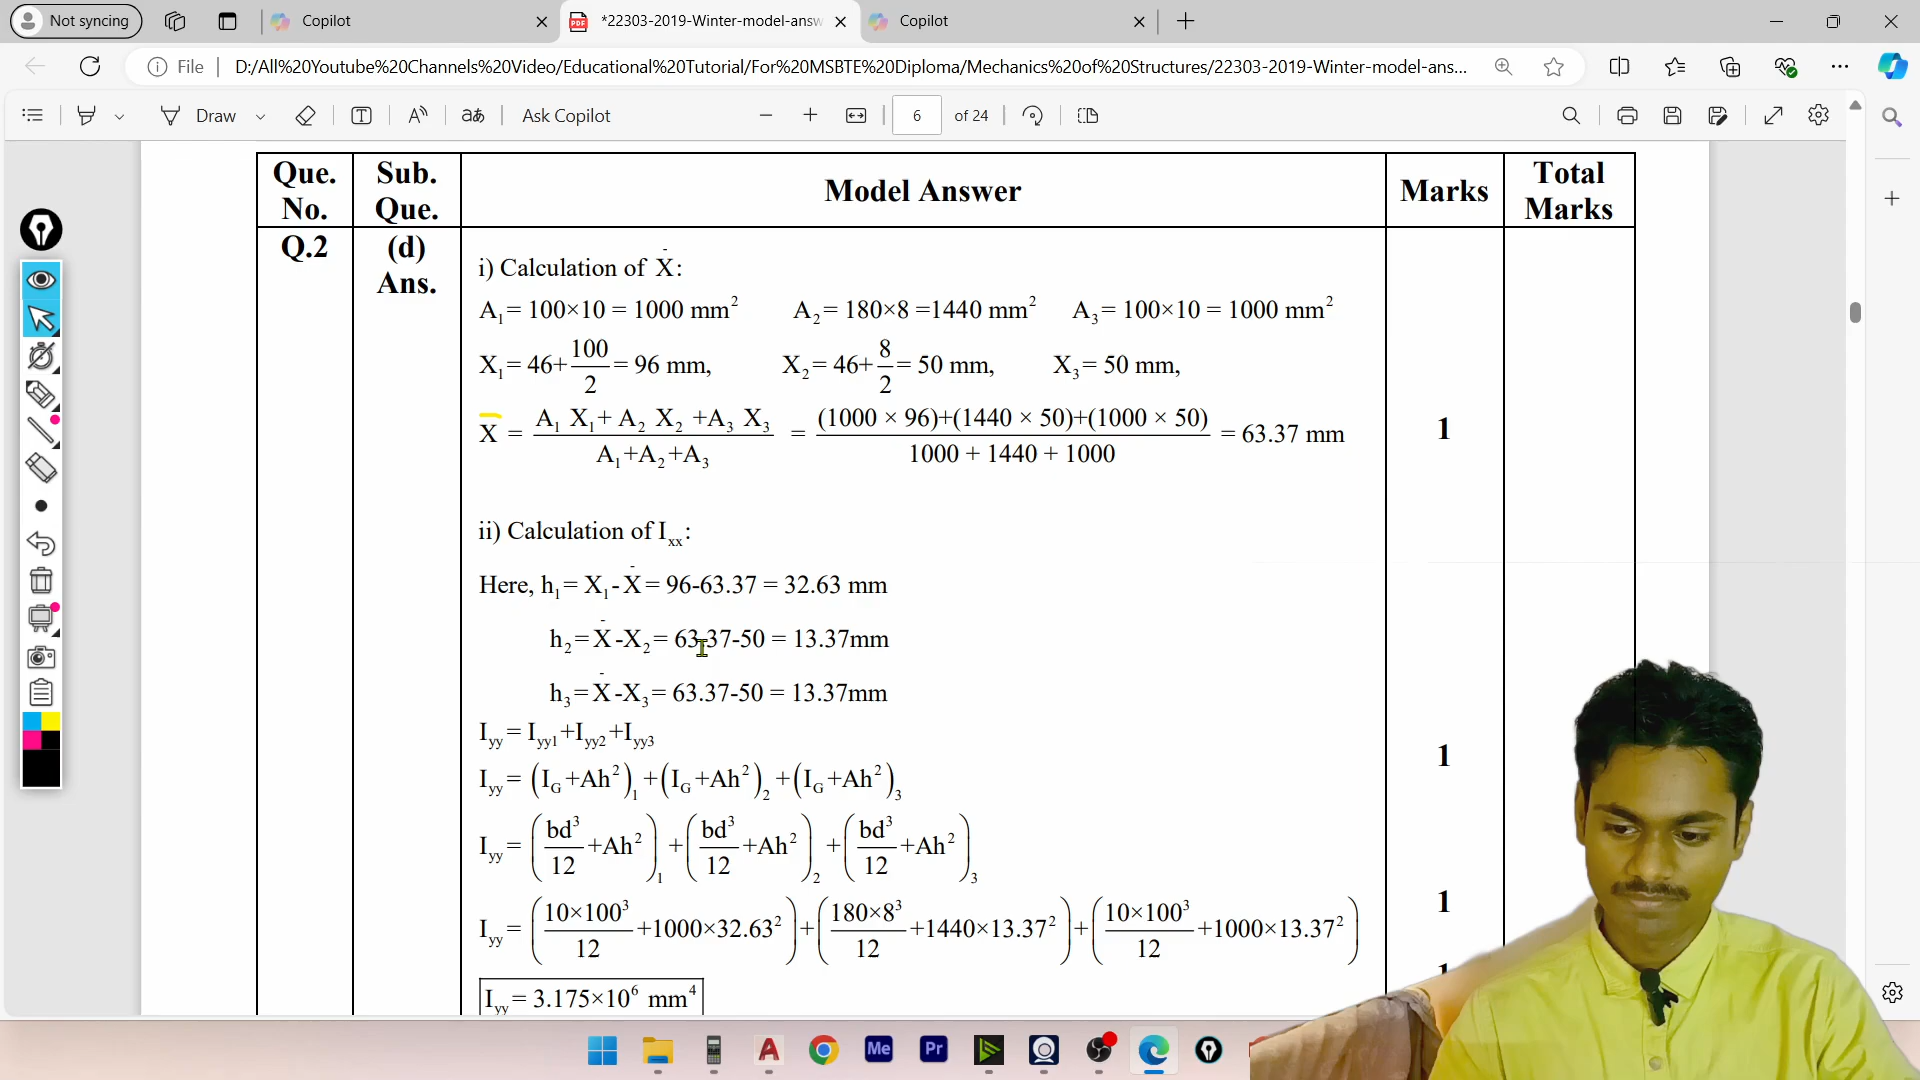 Not syncing
Copilot
*22303-2019-Winter-model-answ
Copilot
File
D:/All%20Youtube%20Channels%20Video/Educational%20Tutorial/For%20MSBTE%20Diploma/Mechanics%20of%20Structures/22303-2019-Winter-model-ans...
Draw
aあ
Ask Copilot
6 of 24
Que. No.
Sub. Que.
Model Answer
Marks
Total Marks
Q.2
(d)
Ans.
i) Calculation of X̄:
A₁= 100×10 = 1000 mm² A₂= 180×8 =1440 mm² A₃= 100×10 = 1000 mm²
X₁= 46+100/2= 96 mm, X₂= 46+8/2= 50 mm, X₃= 50 mm,
X̄ = (A₁ X₁+ A₂ X₂ +A₃ X₃)/(A₁+A₂+A₃) = ((1000 × 96)+(1440 × 50)+(1000 × 50))/(1000 + 1440 + 1000) = 63.37 mm
1
ii) Calculation of Iₓₓ:
Here, h₁= X₁- X̄= 96-63.37 = 32.63 mm
h₂= X̄ -X₂= 63.37-50 = 13.37mm
h₃= X̄ -X₃= 63.37-50 = 13.37mm
Iyy = Iyy1+Iyy2+Iyy3
1
Iyy = (IG+Ah²)₁+(IG+Ah²)₂+(IG+Ah²)₃
Iyy = (bd³/12+Ah²)₁+(bd³/12+Ah²)₂+(bd³/12+Ah²)₃
Iyy = (10×100³/12+1000×32.63²)+(180×8³/12+1440×13.37²)+(10×100³/12+1000×13.37²)
1
Iyy= 3.175×10⁶ mm⁴
Me
Pr